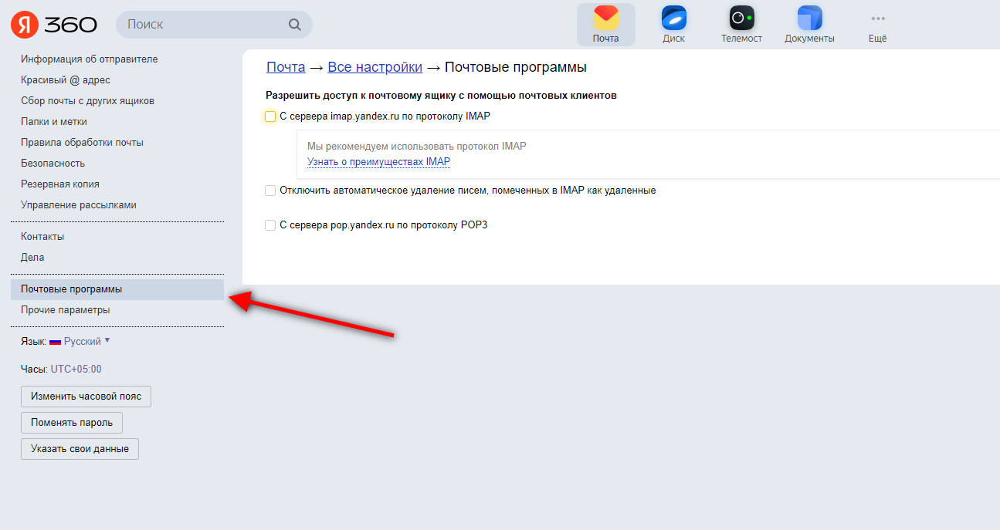 Я 360
Поиск
Почта
Диск
Телемост
Документы
Ещё
Информация об отправителе
Красивый @ адрес
Сбор почты с других ящиков
Папки и метки
Правила обработки почты
Безопасность
Резервная копия
Управление рассылками
Контакты
Дела
Почтовые программы
Прочие параметры
Язык: Русский
Часы: UTC+05:00
Изменить часовой пояс
Поменять пароль
Указать свои данные
Почта → Все настройки → Почтовые программы
Разрешить доступ к почтовому ящику с помощью почтовых клиентов
С сервера imap.yandex.ru по протоколу IMAP
Мы рекомендуем использовать протокол IMAP
Узнать о преимуществах IMAP
Отключить автоматическое удаление писем, помеченных в IMAP как удаленные
С сервера pop.yandex.ru по протоколу POP3